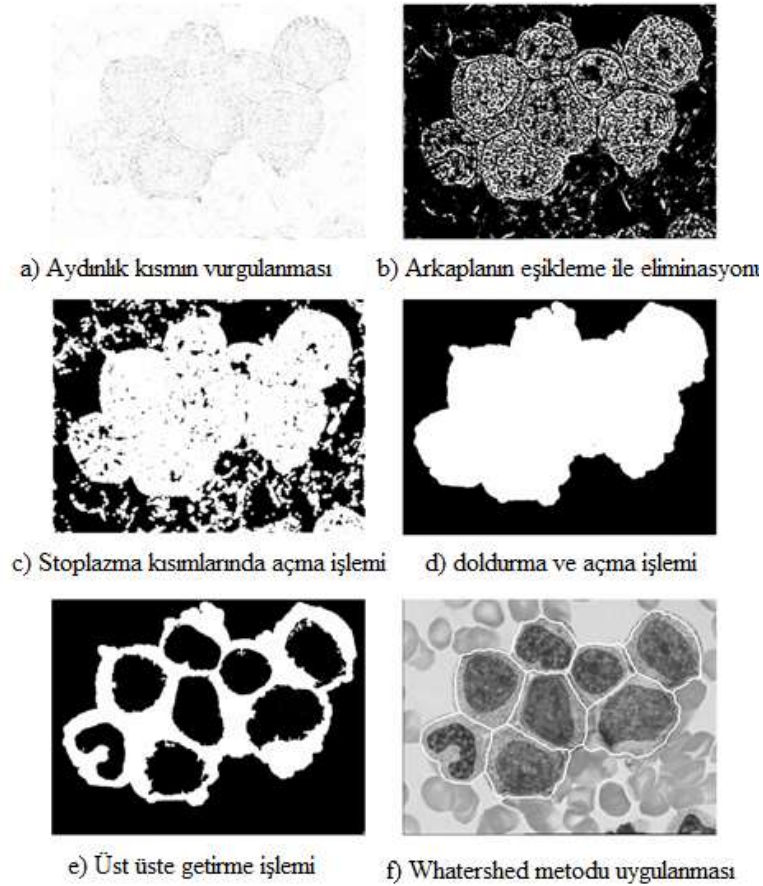 a) Aydınlık kısmın vurgulanması
b) Arkaplanın eşikleme ile eliminasyonu
c) Stoplazma kısımlarında açma işlemi
d) doldurma ve açma işlemi
e) Üst üste getirme işlemi
f) Whatershed metodu uygulanması